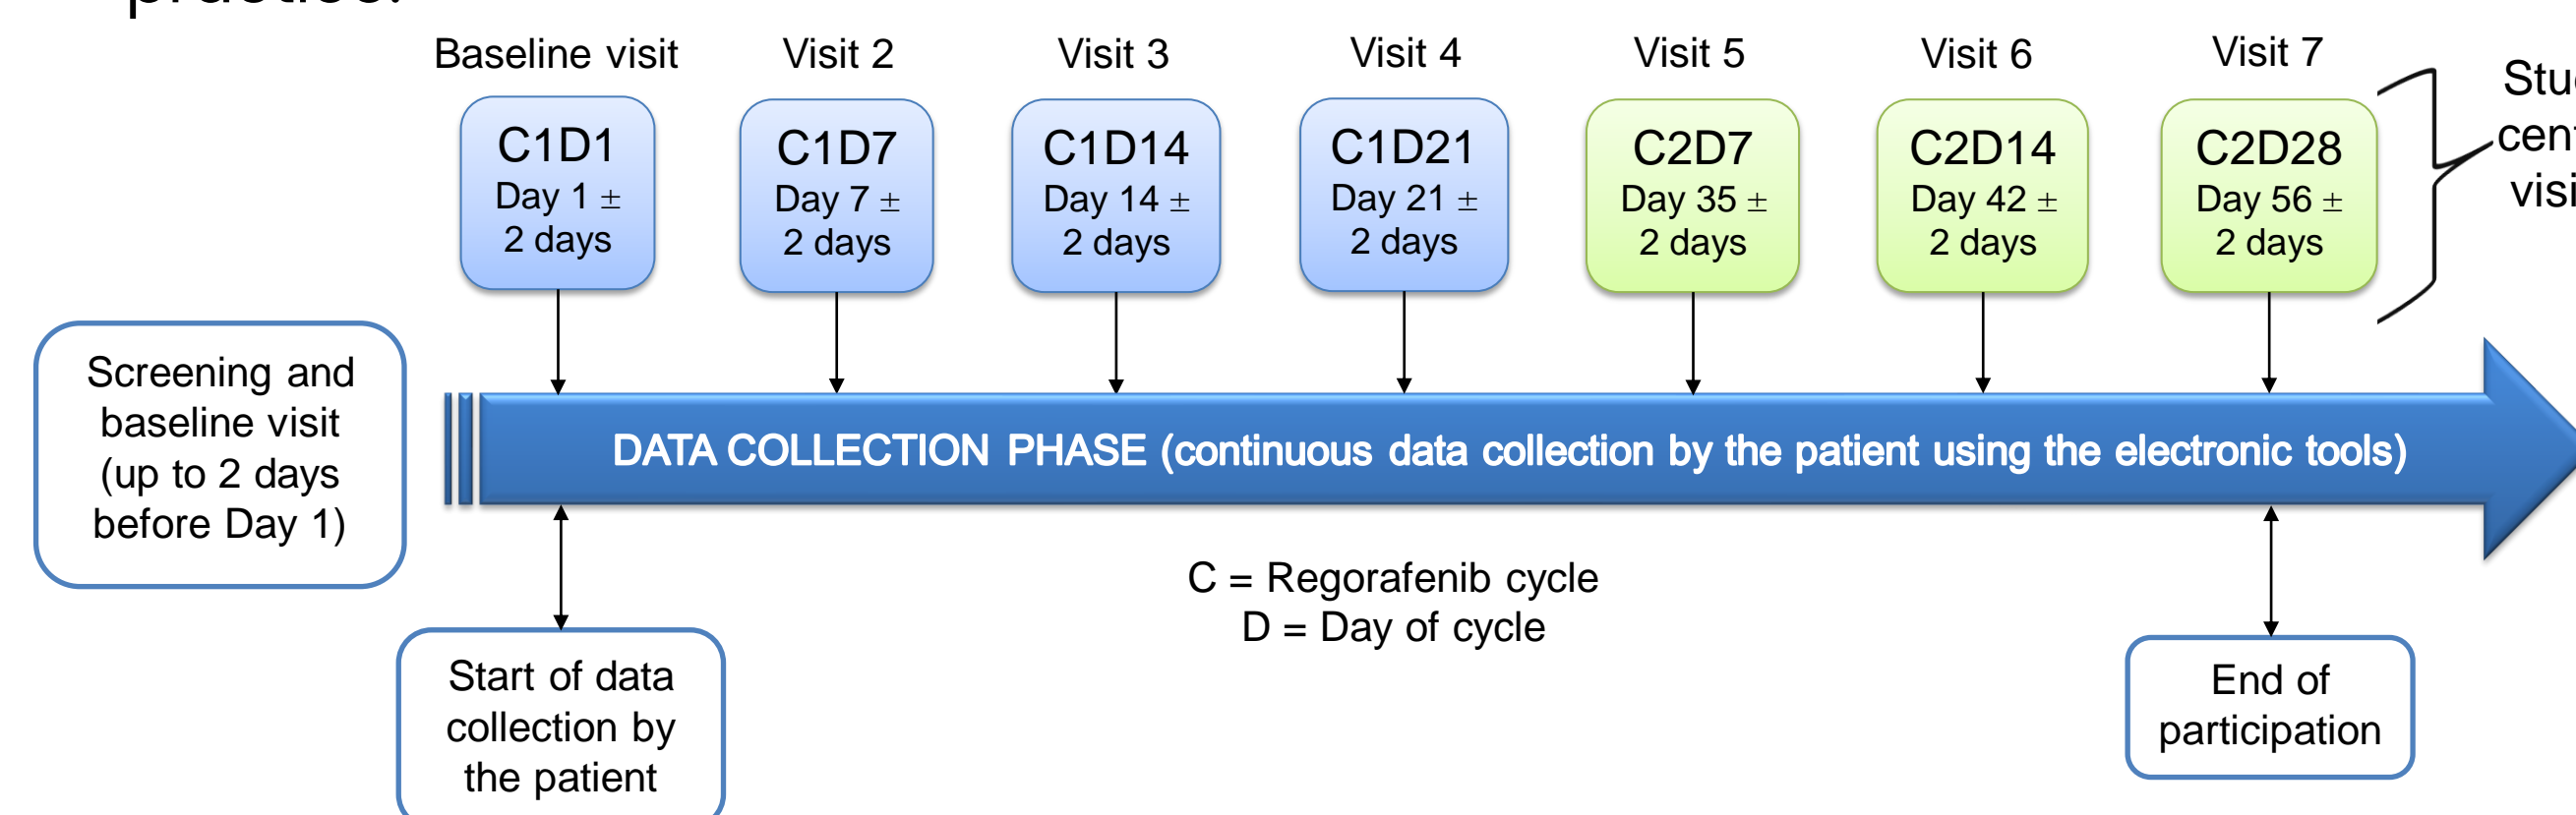 Baseline visit
Visit 2
Visit 3
Visit 4
Visit 5
Visit 6
Visit 7
C1D1
Day 1 ±
2 days
C1D7
Day 7 ±
2 days
C1D14
Day 14 ±
2 days
C1D21
Day 21 ±
2 days
C2D7
Day 35 ±
2 days
C2D14
Day 42 ±
2 days
C2D28
Day 56 ±
2 days
Screening and
baseline visit
(up to 2 days
before Day 1)
DATA COLLECTION PHASE (continuous data collection by the patient using the electronic tools)
C = Regorafenib cycle
D = Day of cycle
Start of data
collection by
the patient
End of
participation